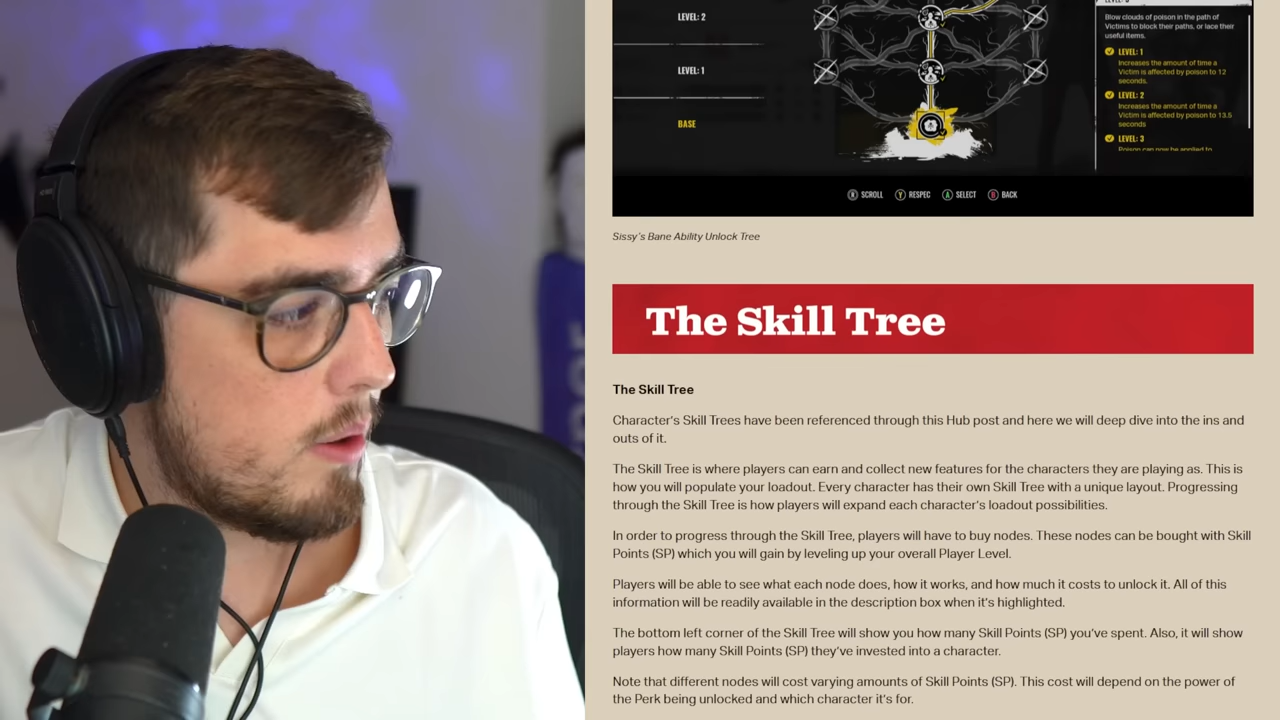 LEVEL: 2
Blow clouds of poison in the path of
Victims to block their paths, or lace their
useful items.
LEVEL: 1
Increases the amount of time a
Victim is affected by poison to 12
seconds.
LEVEL: 2
Increases the amount of time a
Victim is affected by poison to 13.5
seconds
LEVEL: 3
Poison can now be applied to
LEVEL: 1
BASE
SCROLL
RESPEC
SELECT
BACK
Sissy's Bane Ability Unlock Tree
The Skill Tree
The Skill Tree
Character's Skill Trees have been referenced through this Hub post and here we will deep dive into the ins and
outs of it.
The Skill Tree is where players can earn and collect new features for the characters they are playing as. This is
how you will populate your loadout. Every character has their own Skill Tree with a unique layout. Progressing
through the Skill Tree is how players will expand each character's loadout possibilities.
In order to progress through the Skill Tree, players will have to buy nodes. These nodes can be bought with Skill
Points (SP) which you will gain by leveling up your overall Player Level.
Players will be able to see what each node does, how it works, and how much it costs to unlock it. All of this
information will be readily available in the description box when it's highlighted.
The bottom left corner of the Skill Tree will show you how many Skill Points (SP) you've spent. Also, it will show
players how many Skill Points (SP) they've invested into a character.
Note that different nodes will cost varying amounts of Skill Points (SP). This cost will depend on the power of
the Perk being unlocked and which character it's for.